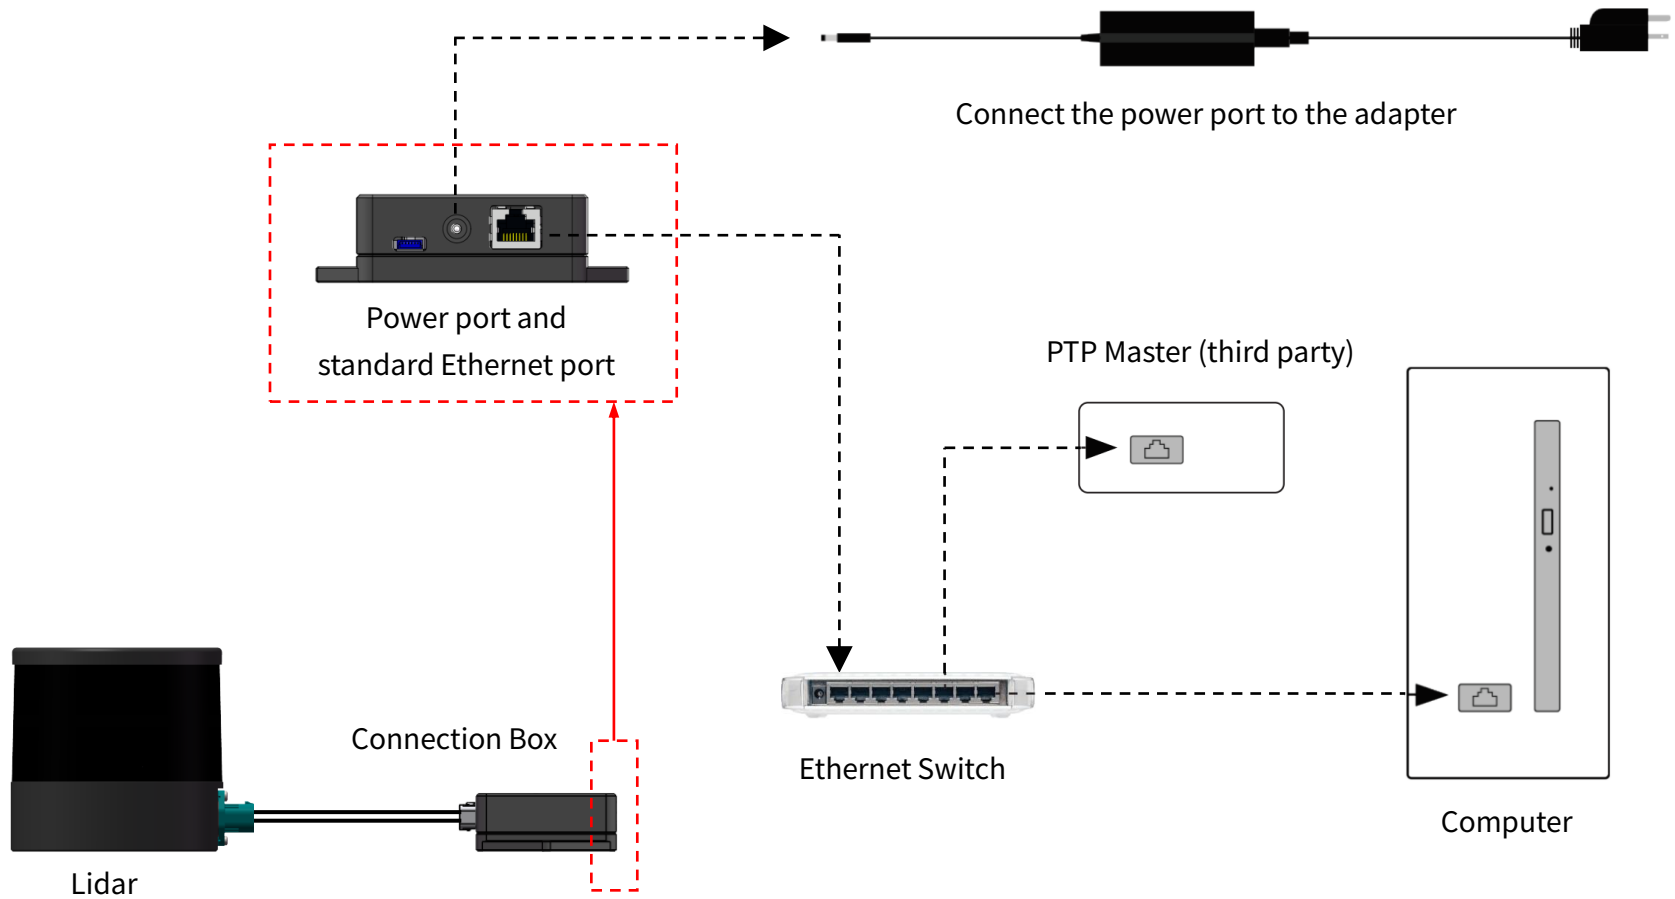 Connect the power port to the adapter
Power port and
standard Ethernet port
PTP Master (third party)
Connection Box
Ethernet Switch
Computer
Lidar